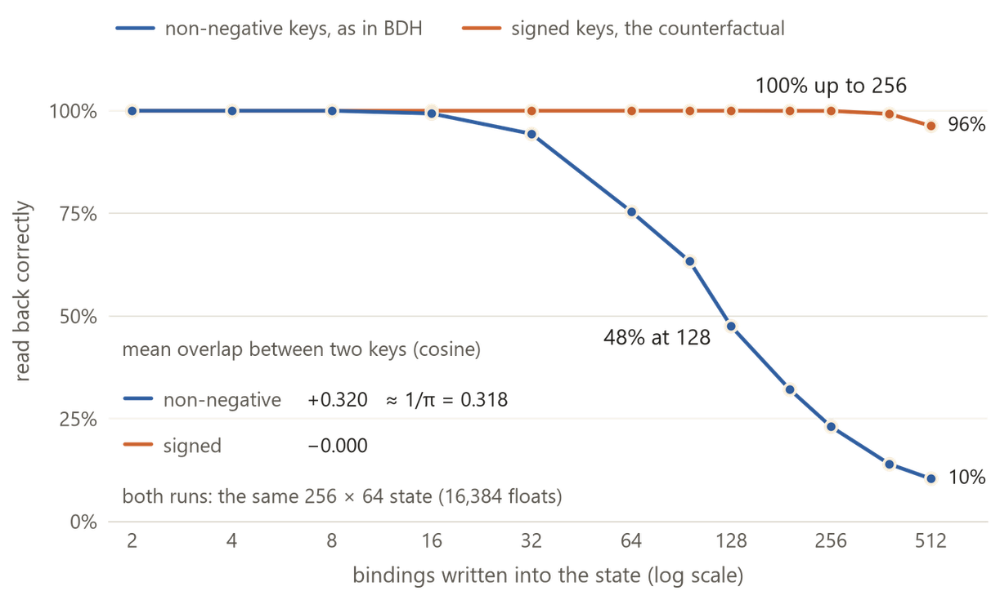 non-negative keys, as in BDH    signed keys, the counterfactual
100% up to 256
100%
96%
75%
read back correctly
50%
48% at 128
mean overlap between two keys (cosine)
non-negative    +0.320    ≈ 1/π = 0.318
25%
signed    −0.000
10%
both runs: the same 256 × 64 state (16,384 floats)
0%
2    4    8    16    32    64    128    256    512
bindings written into the state (log scale)